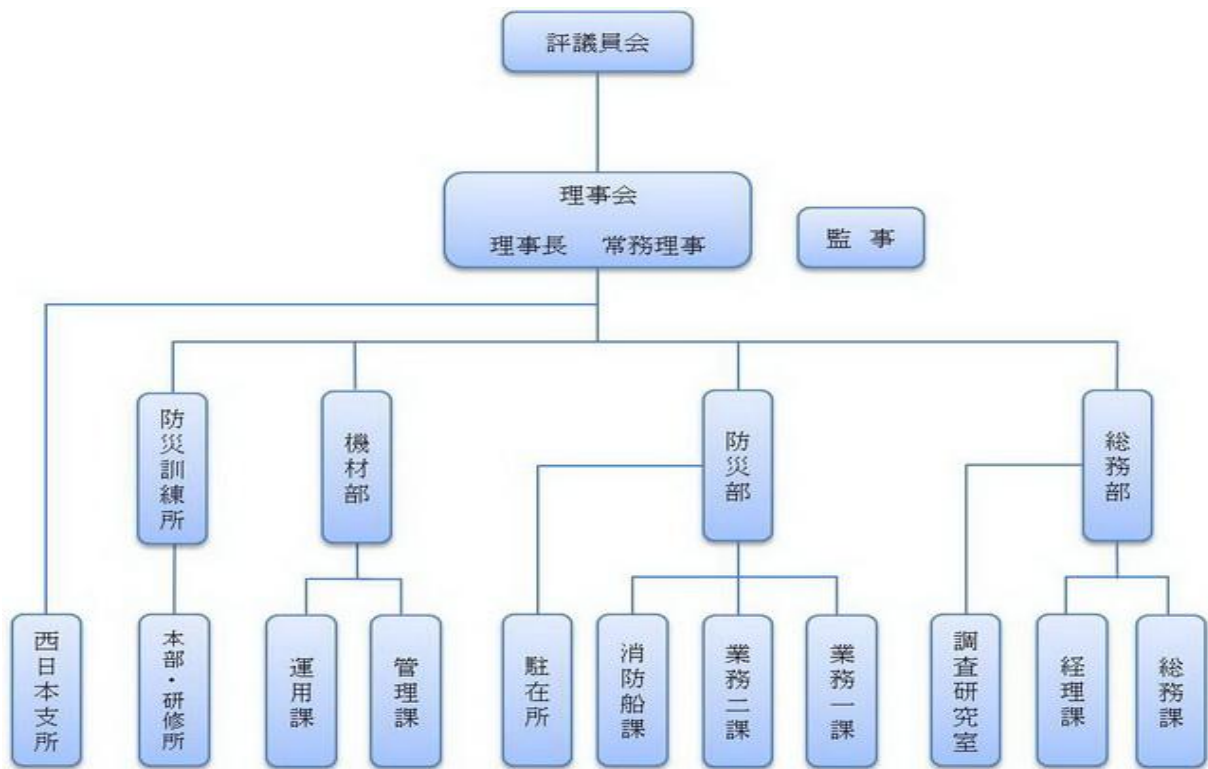 評議員会
理事会
理事長 常務理事
監 事
防災訓練所
機材部
防災部
総務部
西日本支所
本部・研修所
運用課
管理課
駐在所
消防船課
業務二課
業務一課
調査研究室
経理課
総務課